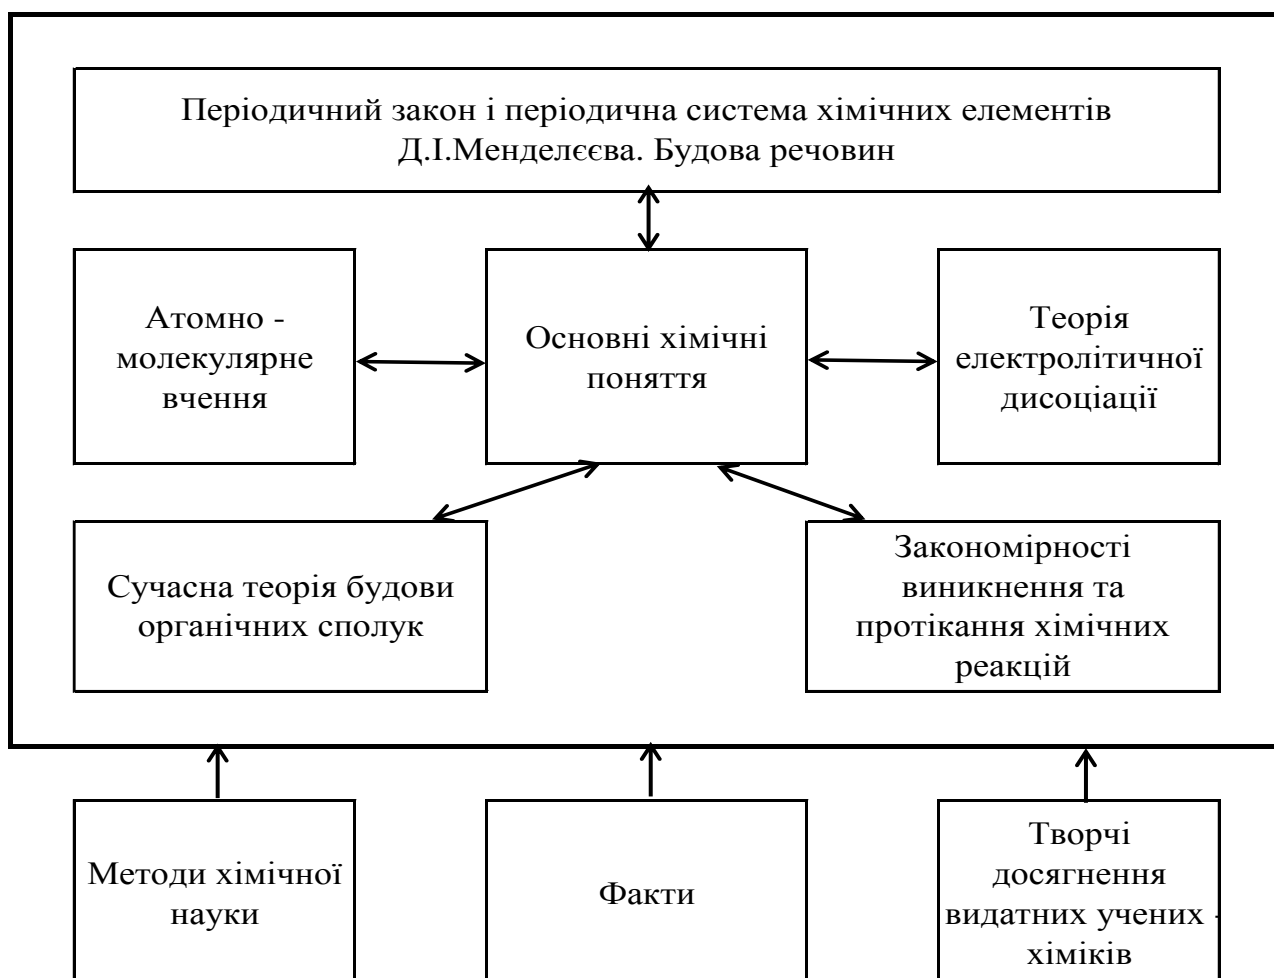 Періодичний закон і періодична система хімічних елементів
Д.І.Менделєєва. Будова речовин
Атомно -
молекулярне
вчення
Основні хімічні
поняття
Теорія
електролітичної
дисоціації
Сучасна теорія будови
органічних сполук
Закономірності
виникнення та
протікання хімічних
реакцій
Методи хімічної
науки
Факти
Творчі
досягнення
видатних учених -
хіміків